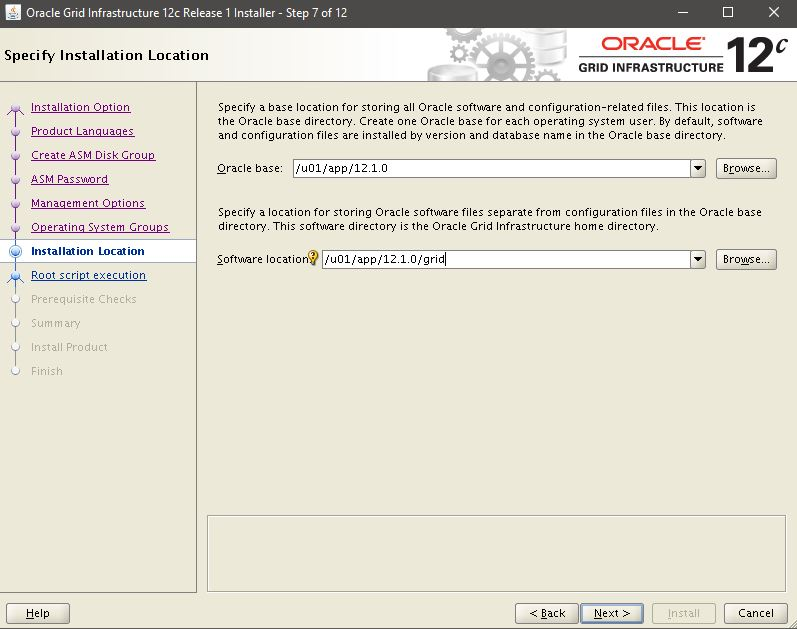 Oracle Grid Infrastructure 12c Release 1 Installer - Step 7 of 12
Specify Installation Location
ORACLE
GRID INFRASTRUCTURE
12c
Installation Option
Product Languages
Create ASM Disk Group
ASM Password
Management Options
Operating System Groups
Installation Location
Root script execution
Prerequisite Checks
Summary
Install Product
Finish
Specify a base location for storing all Oracle software and configuration-related files. This location is
the Oracle base directory. Create one Oracle base for each operating system user. By default, software
and configuration files are installed by version and database name in the Oracle base directory.
Oracle base: /u01/app/12.1.0 Browse...
Specify a location for storing Oracle software files separate from configuration files in the Oracle base
directory. This software directory is the Oracle Grid Infrastructure home directory.
Software location: /u01/app/12.1.0/grid Browse...
Help < Back Next > Install Cancel